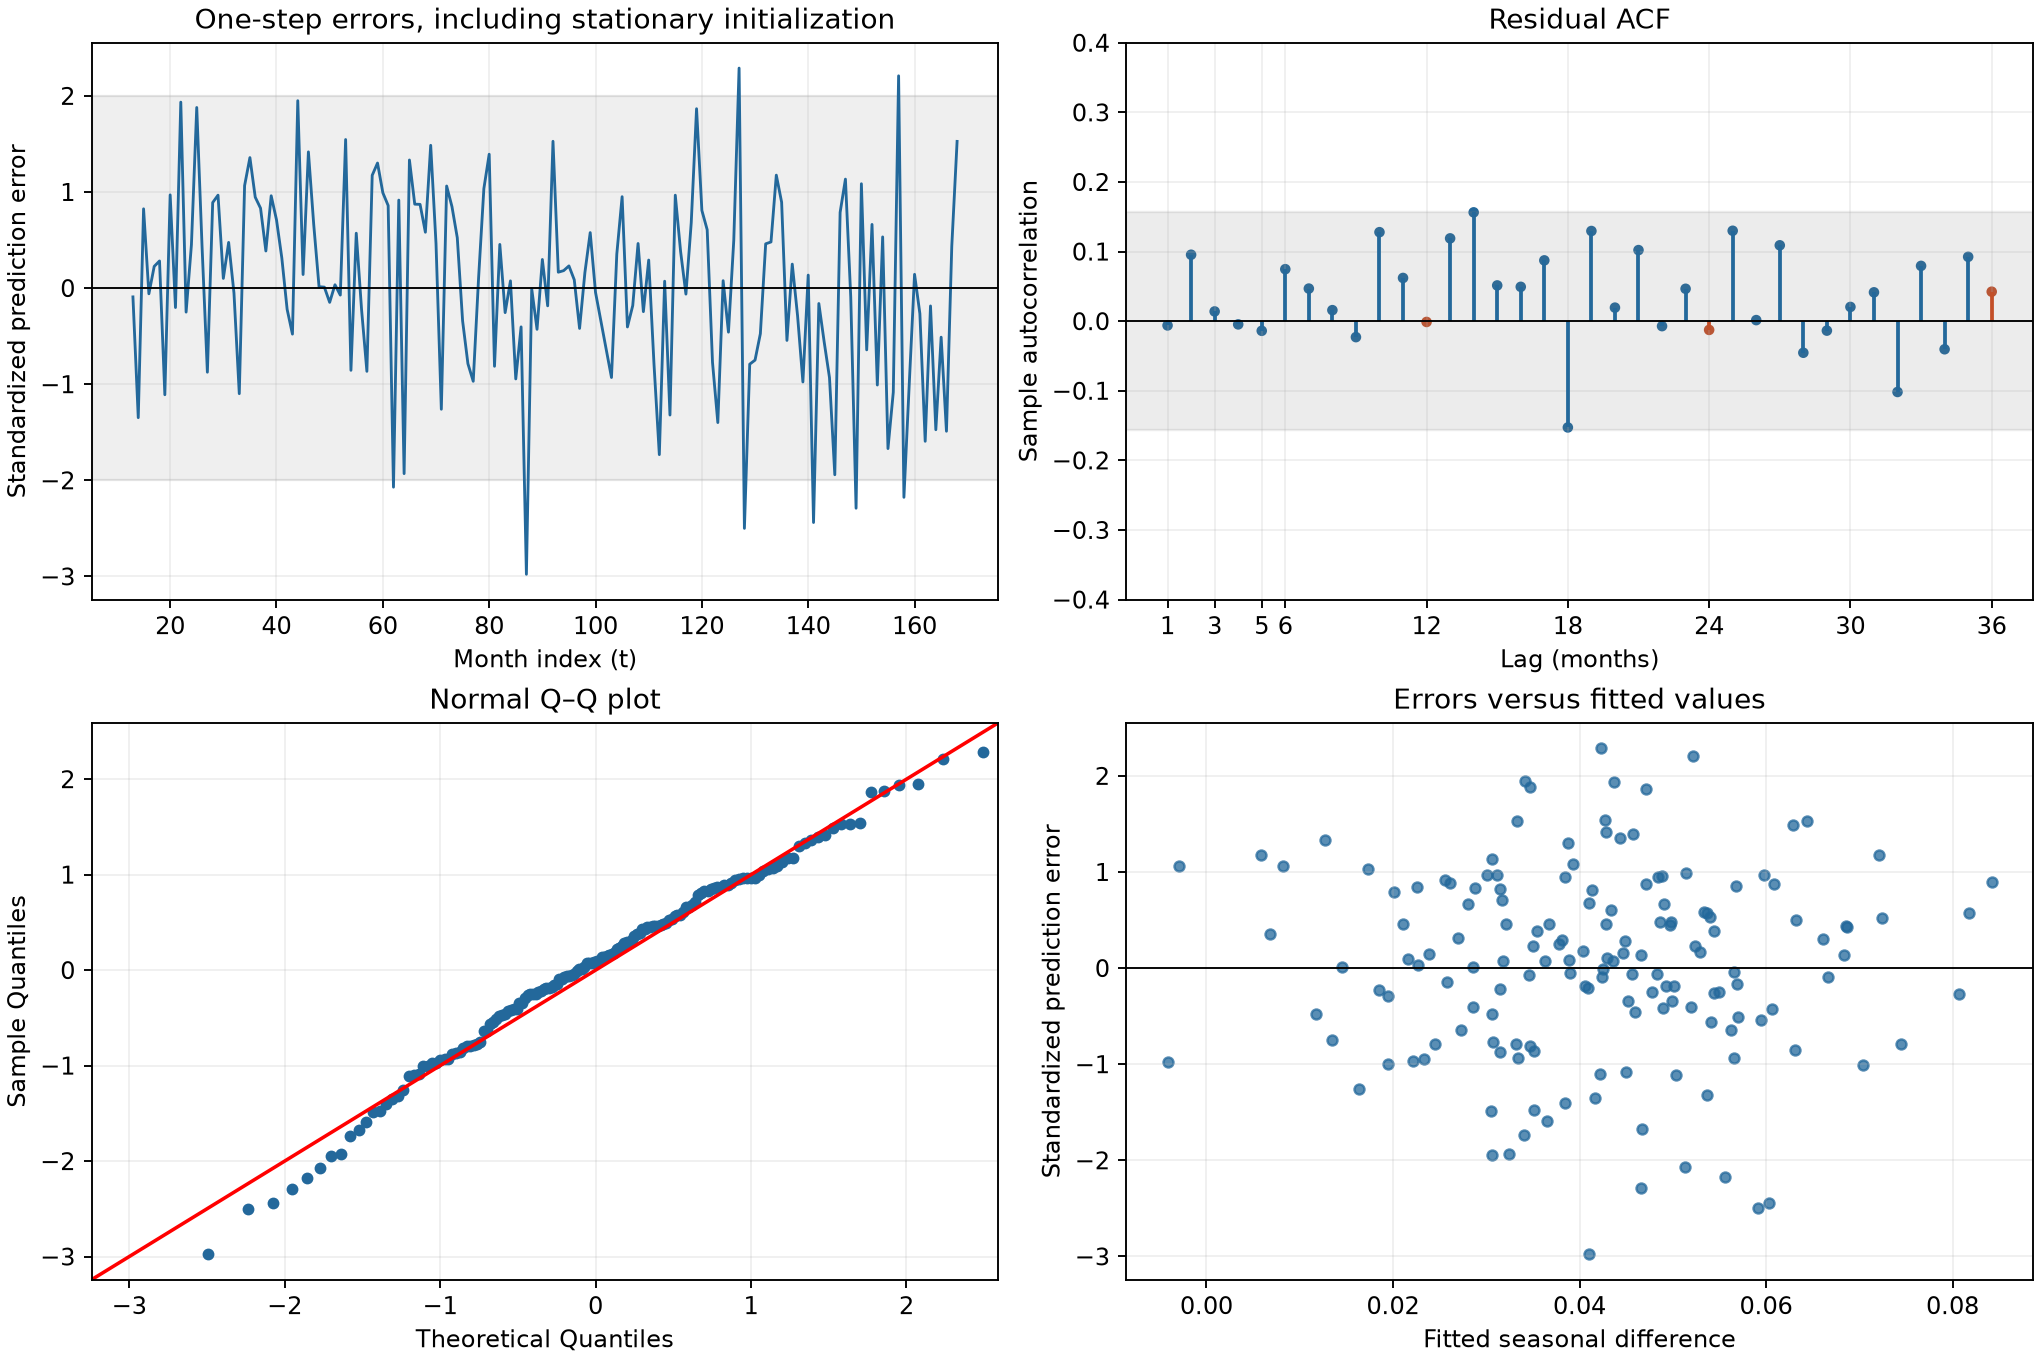 One-step errors, including stationary initialization
Standardized prediction error
2
1
0
−1
−2
−3
20 40 60 80 100 120 140 160
Month index (t)
Residual ACF
Sample autocorrelation
0.4
0.3
0.2
0.1
0.0
−0.1
−0.2
−0.3
−0.4
1 3 5 6 12 18 24 30 36
Lag (months)
Normal Q–Q plot
Sample Quantiles
2
1
0
−1
−2
−3
−3 −2 −1 0 1 2
Theoretical Quantiles
Errors versus fitted values
Standardized prediction error
2
1
0
−1
−2
−3
0.00 0.02 0.04 0.06 0.08
Fitted seasonal difference